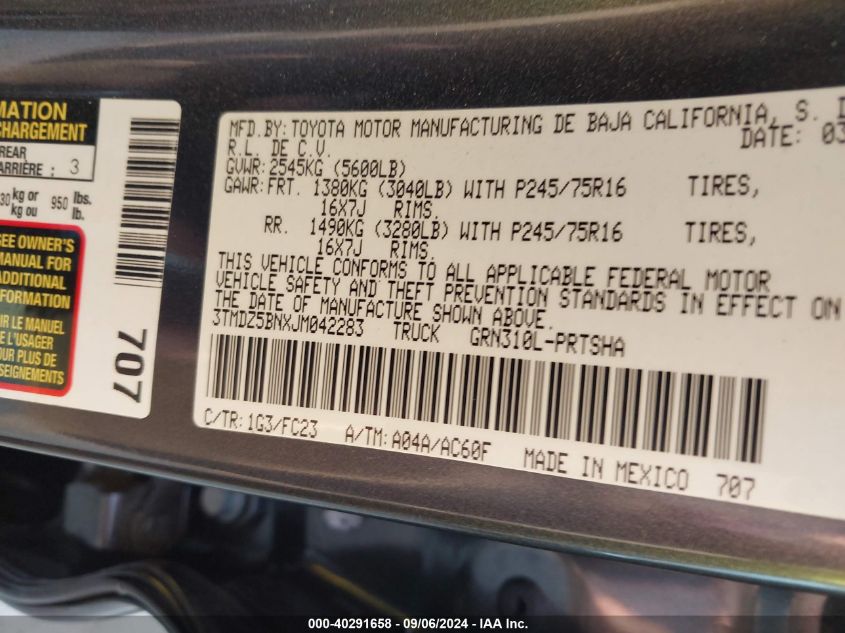 MATION
CHARGEMENT
REAR
ARRIÈRE : 3
kg or 950 lbs.
kg ou lb.
SEE OWNER'S
MANUAL FOR
ADDITIONAL
INFORMATION
LE MANUEL
DE L'USAGER
POUR PLUS DE
RENSEIGNEMENTS
707
MFD.BY: TOYOTA MOTOR MANUFACTURING DE BAJA CALIFORNIA, S. D
R.L. DE C.V. DATE: 03
GVWR: 2545KG (5600LB)
GAWR: FRT. 1380KG (3040LB) WITH P245/75R16 TIRES,
16X7J RIMS.
RR. 1490KG (3280LB) WITH P245/75R16 TIRES,
16X7J RIMS.
THIS VEHICLE CONFORMS TO ALL APPLICABLE FEDERAL MOTOR
VEHICLE SAFETY AND THEFT PREVENTION STANDARDS IN EFFECT ON
THE DATE OF MANUFACTURE SHOWN ABOVE.
3TMDZ5BNXJM042283 TRUCK GRN310L-PRTSHA
C/TR: 1G3/FC23 A/TM: A04A/AC60F MADE IN MEXICO 707
000-40291658 - 09/06/2024 - IAA Inc.